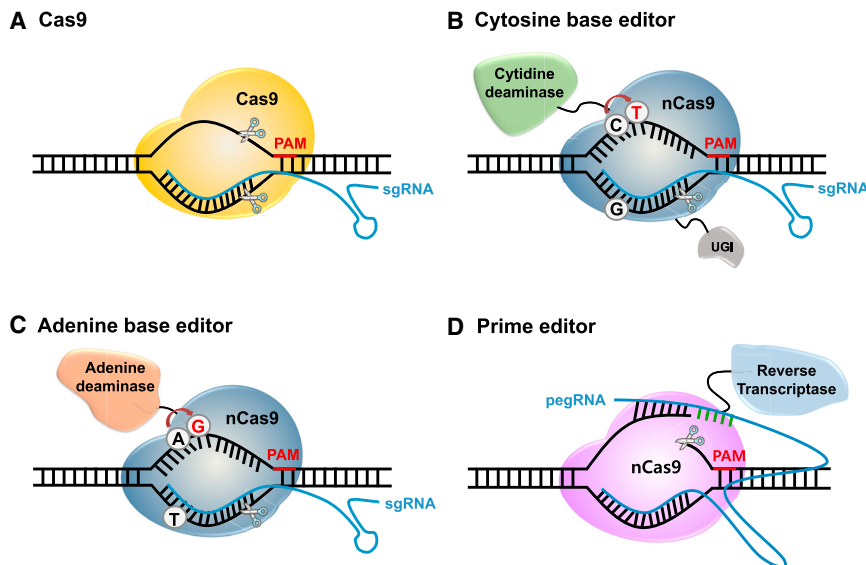 A Cas9
Cas9
PAM
sgRNA
B Cytosine base editor
Cytidine
deaminase
nCas9
T
C
PAM
sgRNA
G
UGI
C Adenine base editor
Adenine
deaminase
nCas9
G
A
PAM
sgRNA
T
D Prime editor
Reverse
Transcriptase
pegRNA
PAM
nCas9